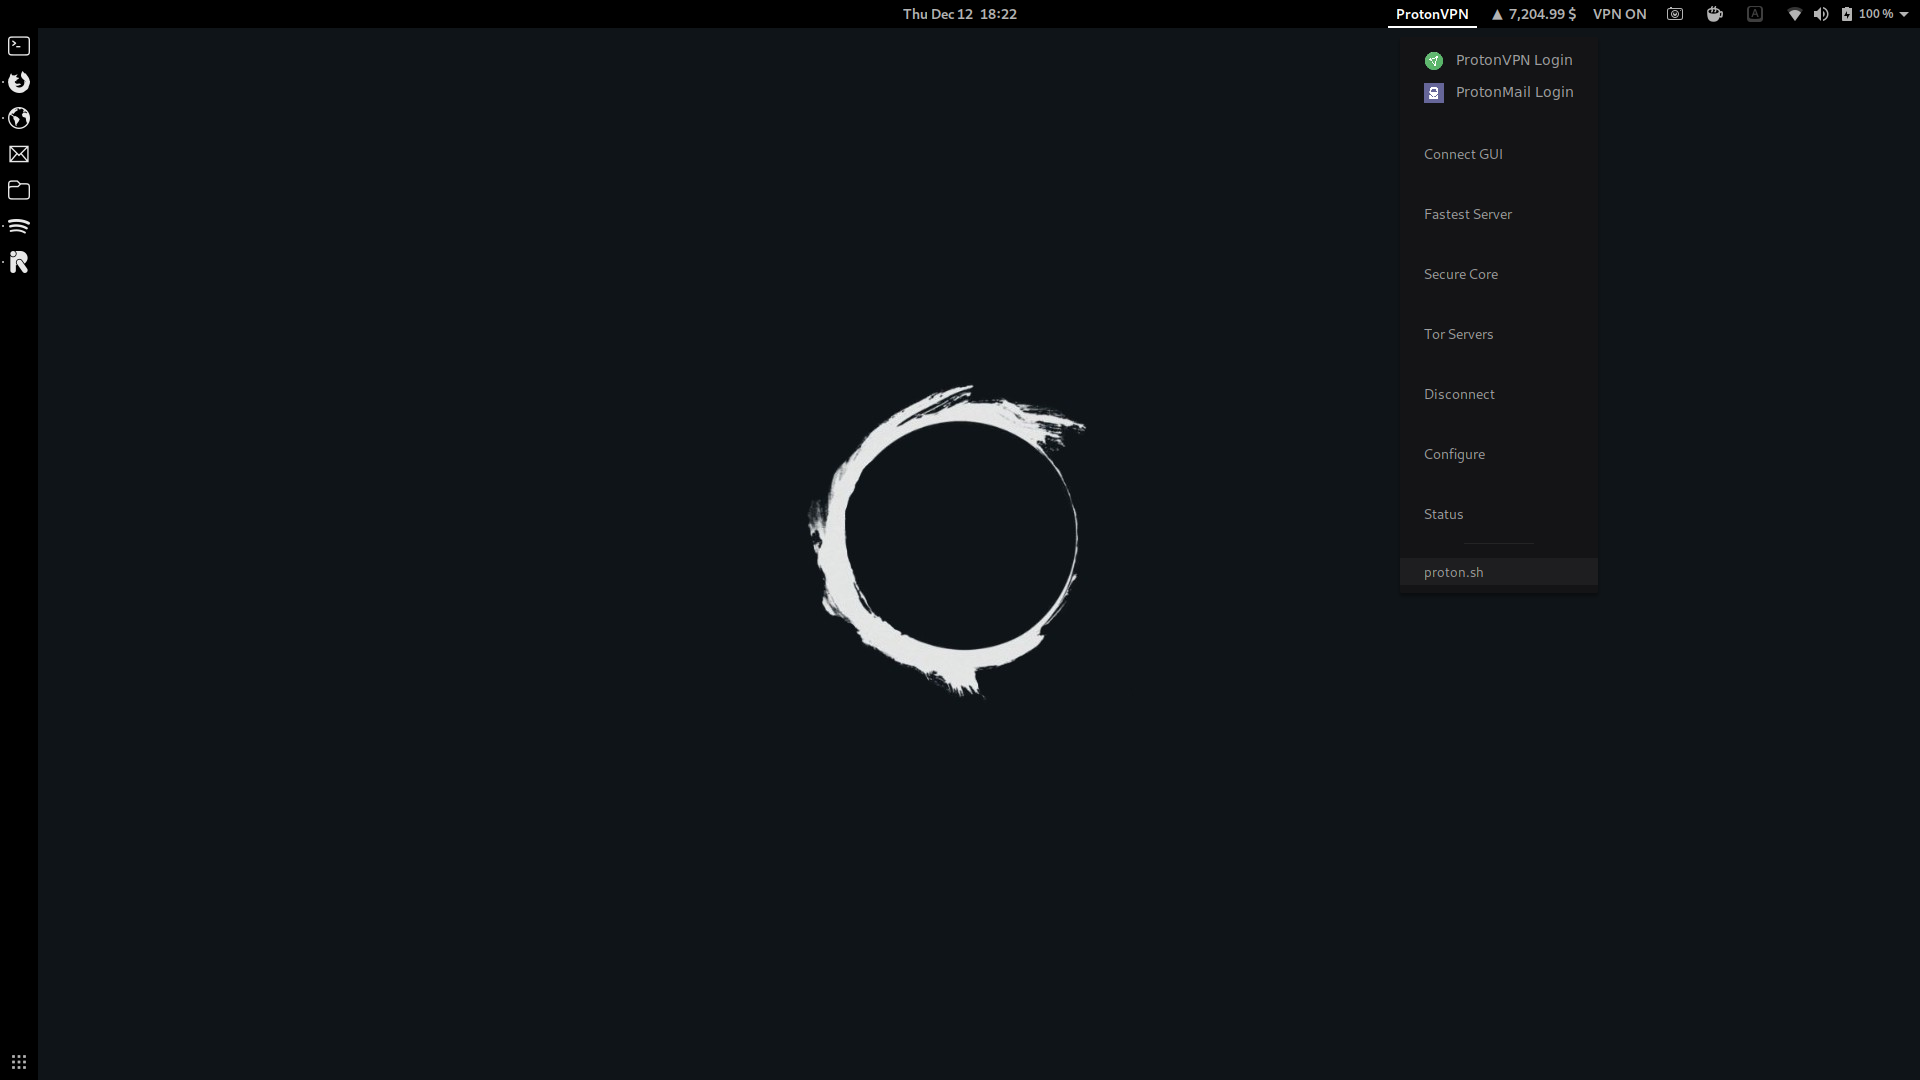 Thu Dec 12 18:22
ProtonVPN
▲ 7,204.99 $
VPN ON
A
100 %
ProtonVPN Login
ProtonMail Login
Connect GUI
Fastest Server
Secure Core
Tor Servers
Disconnect
Configure
Status
proton.sh